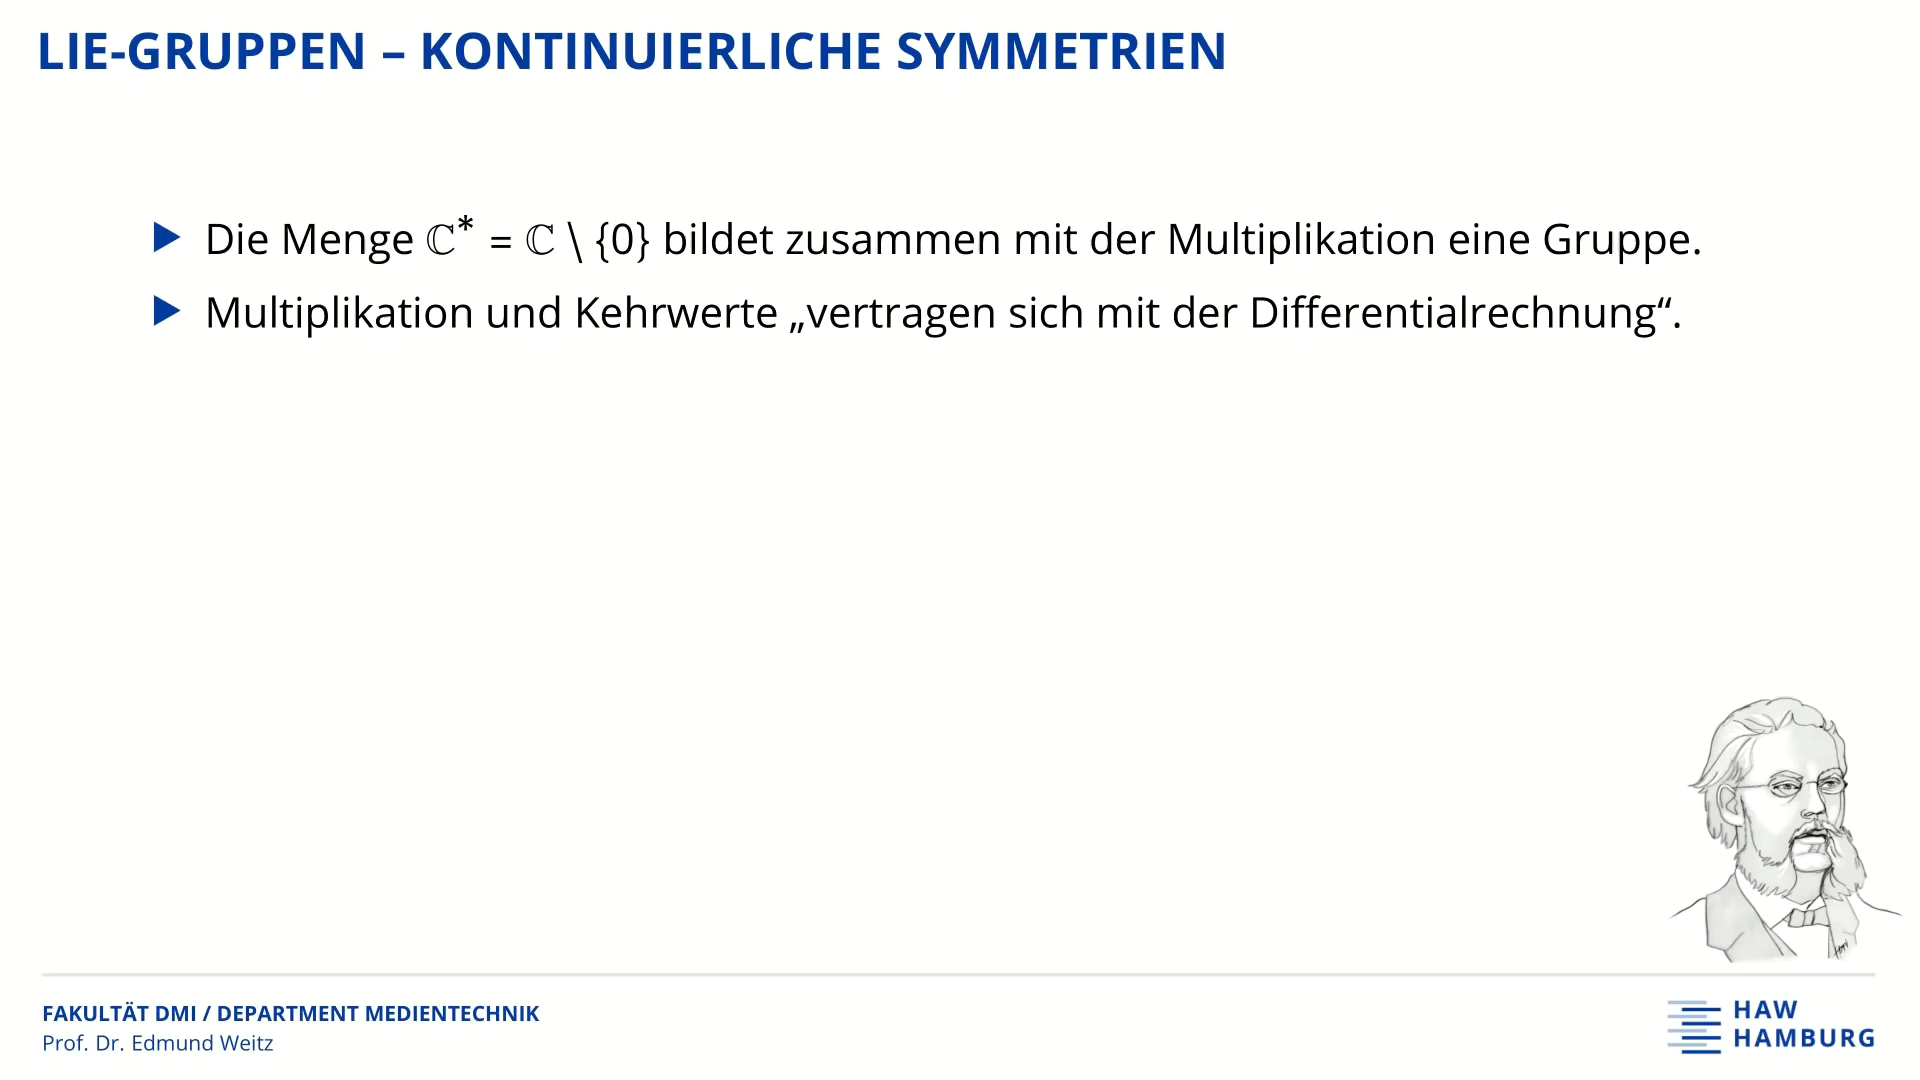 LIE-GRUPPEN – KONTINUIERLICHE SYMMETRIEN
Die Menge ℂ* = ℂ \ {0} bildet zusammen mit der Multiplikation eine Gruppe.
Multiplikation und Kehrwerte „vertragen sich mit der Differentialrechnung“.
FAKULTÄT DMI / DEPARTMENT MEDIENTECHNIK
Prof. Dr. Edmund Weitz
HAW
HAMBURG